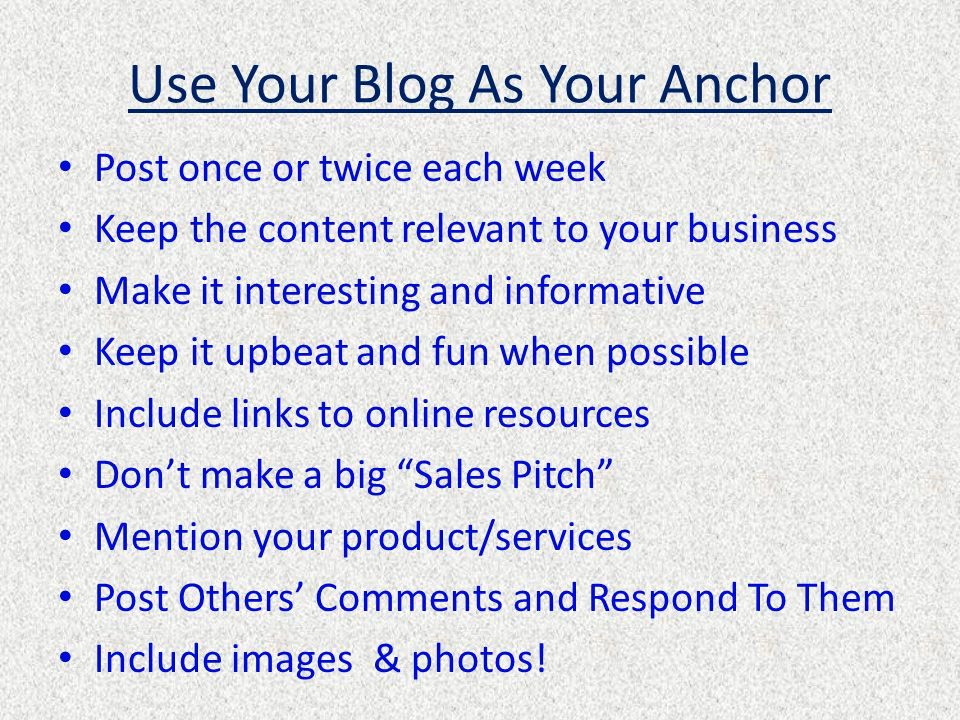 Use Your Blog As Your Anchor
• Post once or twice each week
• Keep the content relevant to your business
• Make it interesting and informative
• Keep it upbeat and fun when possible
• Include links to online resources
• Don’t make a big “Sales Pitch”
• Mention your product/services
• Post Others’ Comments and Respond To Them
• Include images  & photos!